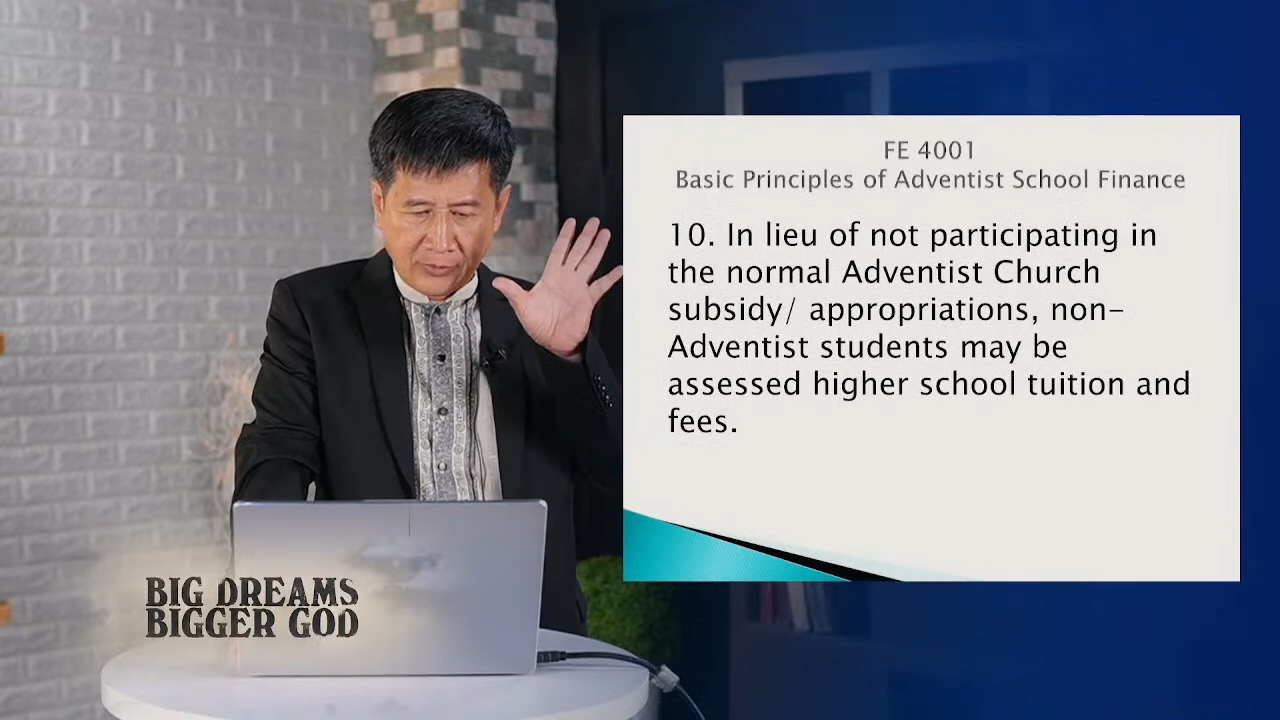 FE 4001
Basic Principles of Adventist School Finance
10. In lieu of not participating in
the normal Adventist Church
subsidy/ appropriations, non-
Adventist students may be
assessed higher school tuition and
fees.
BIG DREAMS
BIGGER GOD